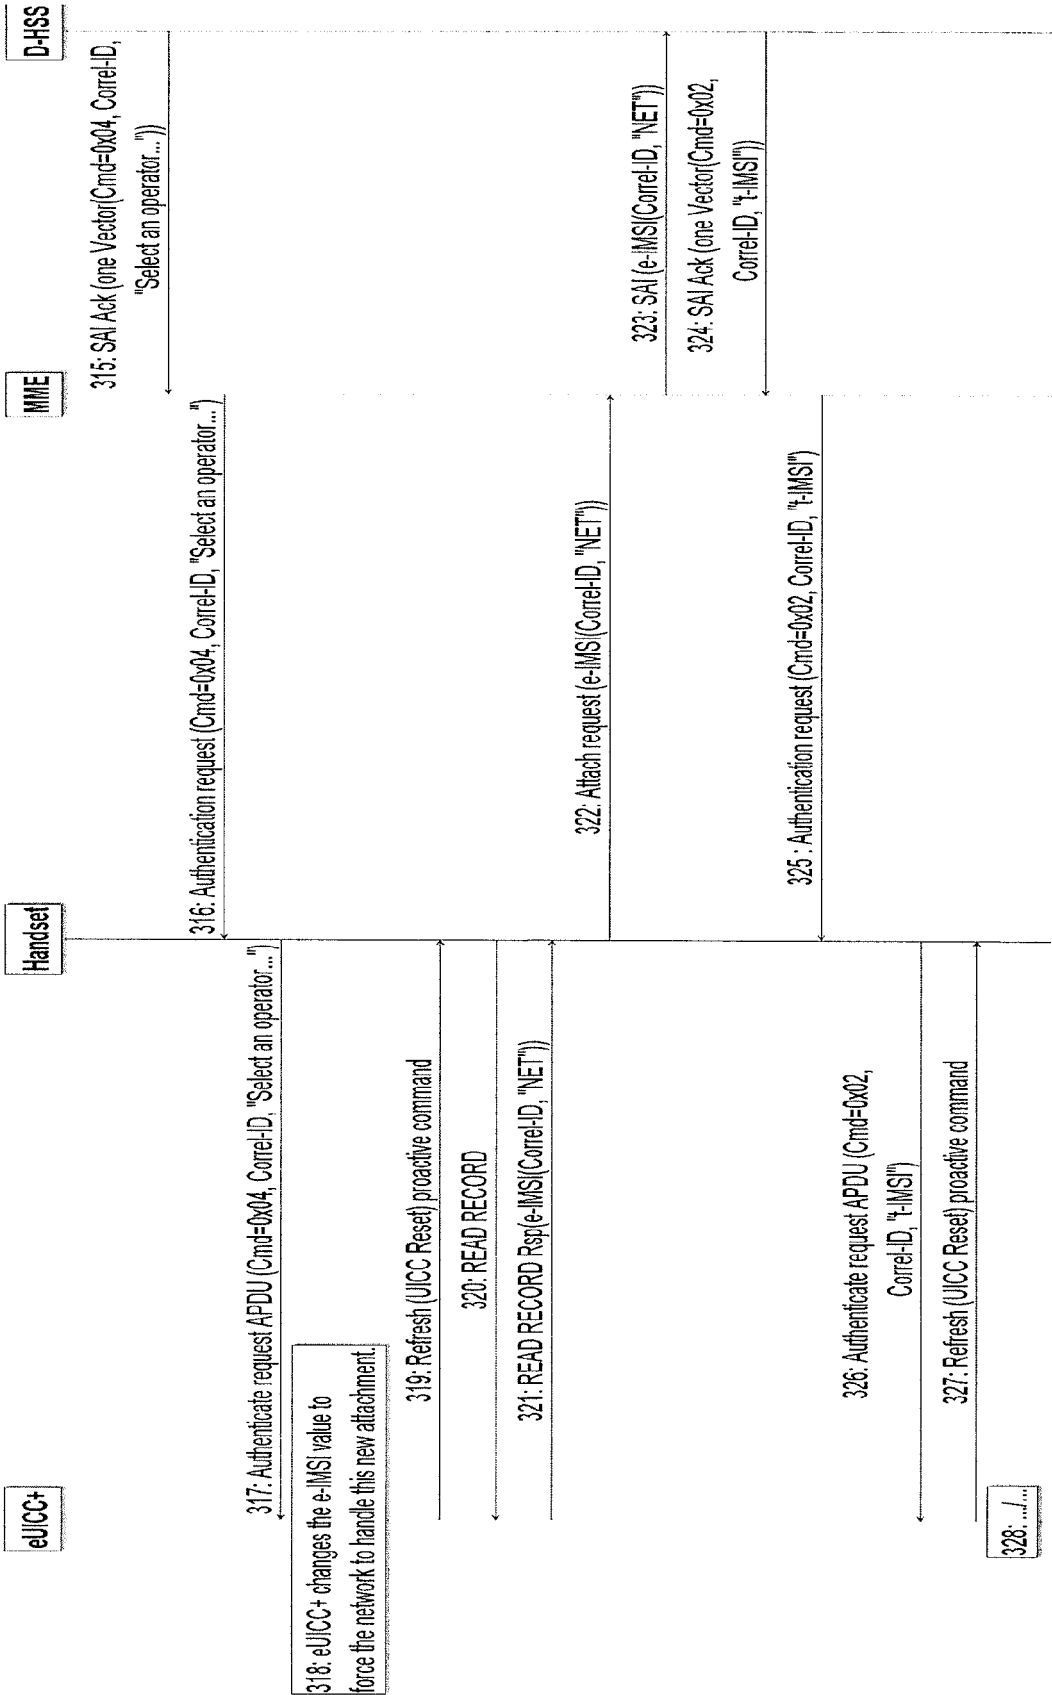 eUICC+
Handset
MME
D-HSS
315: SAI Ack (one Vector(Cmd=0x04, Correl-ID,
"Select an operator..."))
316: Authentication request (Cmd=0x04, Correl-ID, "Select an operator...")
317: Authenticate request APDU (Cmd=0x04, Correl-ID, "Select an operator...")
318: eUICC+ changes the e-IMSI value to
force the network to handle this new attachment.
319: Refresh (UICC Reset) proactive command
320: READ RECORD
321: READ RECORD Rsp(e-IMSI(Correl-ID, "NET"))
322: Attach request (e-IMSI(Correl-ID, "NET"))
323: SAI (e-IMSI(Correl-ID, "NET"))
324: SAI Ack (one Vector(Cmd=0x02,
Correl-ID, "t-IMSI"))
325 : Authentication request (Cmd=0x02, Correl-ID, "t-IMSI")
326: Authenticate request APDU (Cmd=0x02,
Correl-ID, "t-IMSI")
327: Refresh (UICC Reset) proactive command
328: .../...